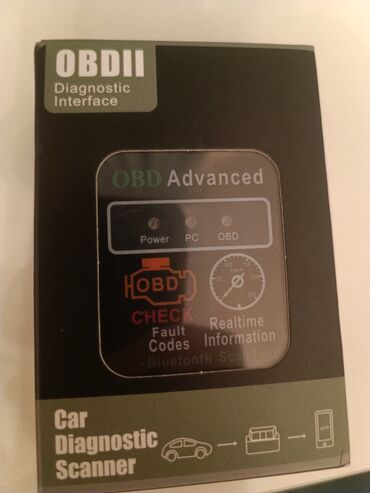 OBDII
Diagnostic
Interface
OBD Advanced
Power PC OBD
OBD
CHECK
Fault
Codes
Realtime
Information
Bluetooth Scan tool
Car
Diagnostic
Scanner
APP